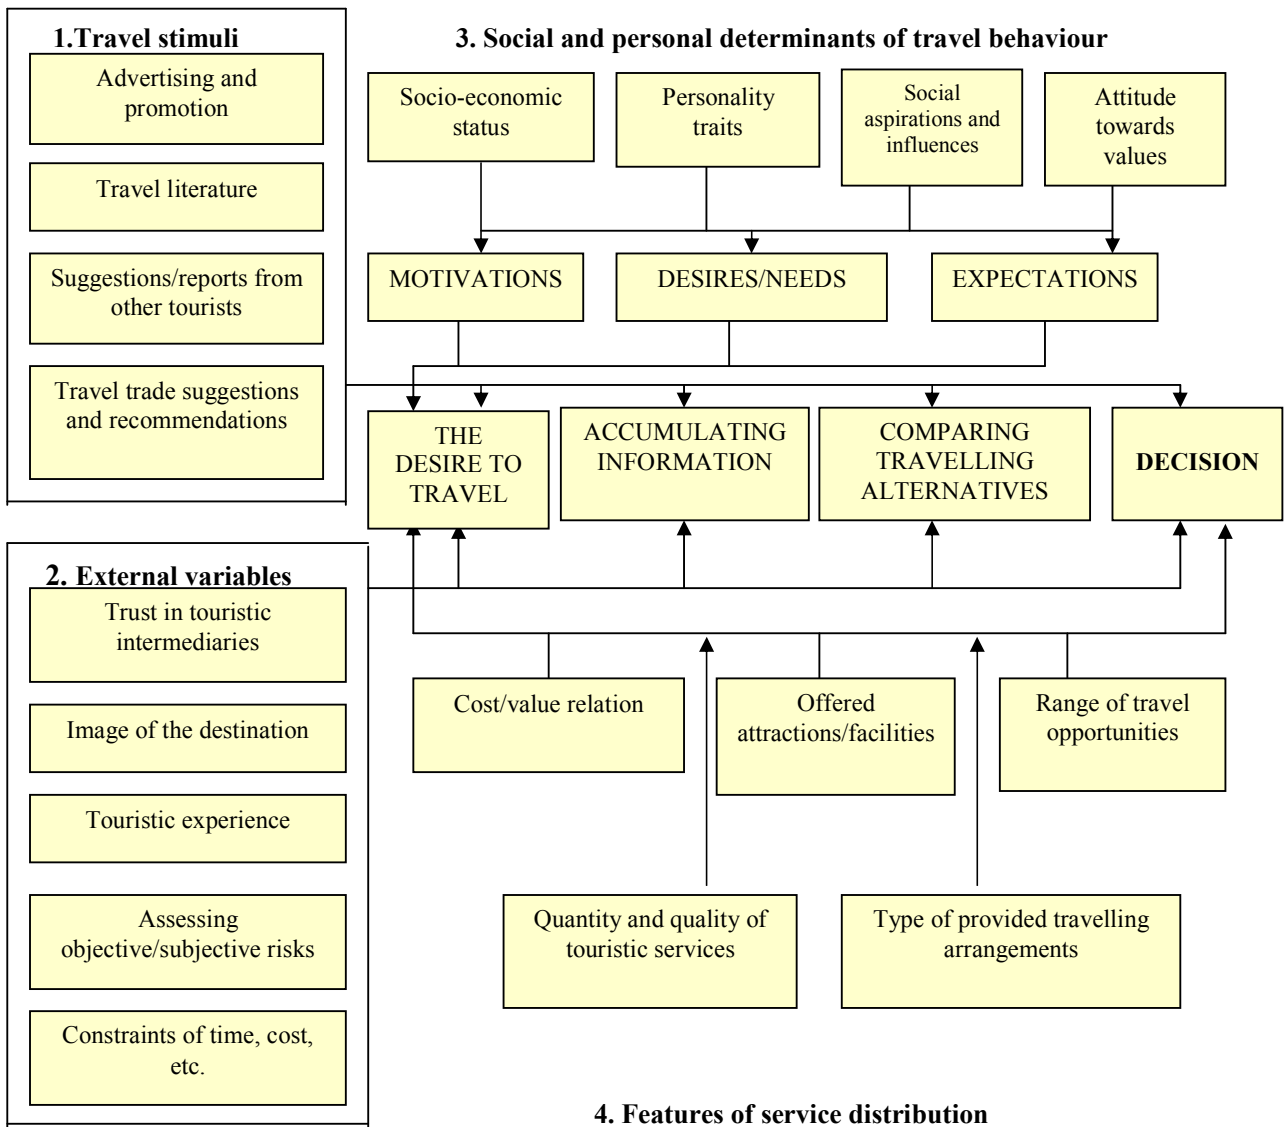 1.Travel stimuli
Advertising and
promotion
Travel literature
Suggestions/reports from
other tourists
Travel trade suggestions
and recommendations
2. External variables
Trust in touristic
intermediaries
Image of the destination
Touristic experience
Assessing
objective/subjective risks
Constraints of time, cost,
etc.
3. Social and personal determinants of travel behaviour
Socio-economic
status
Personality
traits
Social
aspirations and
influences
Attitude
towards
values
MOTIVATIONS
DESIRES/NEEDS
EXPECTATIONS
THE
DESIRE TO
TRAVEL
ACCUMULATING
INFORMATION
COMPARING
TRAVELLING
ALTERNATIVES
DECISION
Cost/value relation
Offered
attractions/facilities
Range of travel
opportunities
Quantity and quality of
touristic services
Type of provided travelling
arrangements
4. Features of service distribution